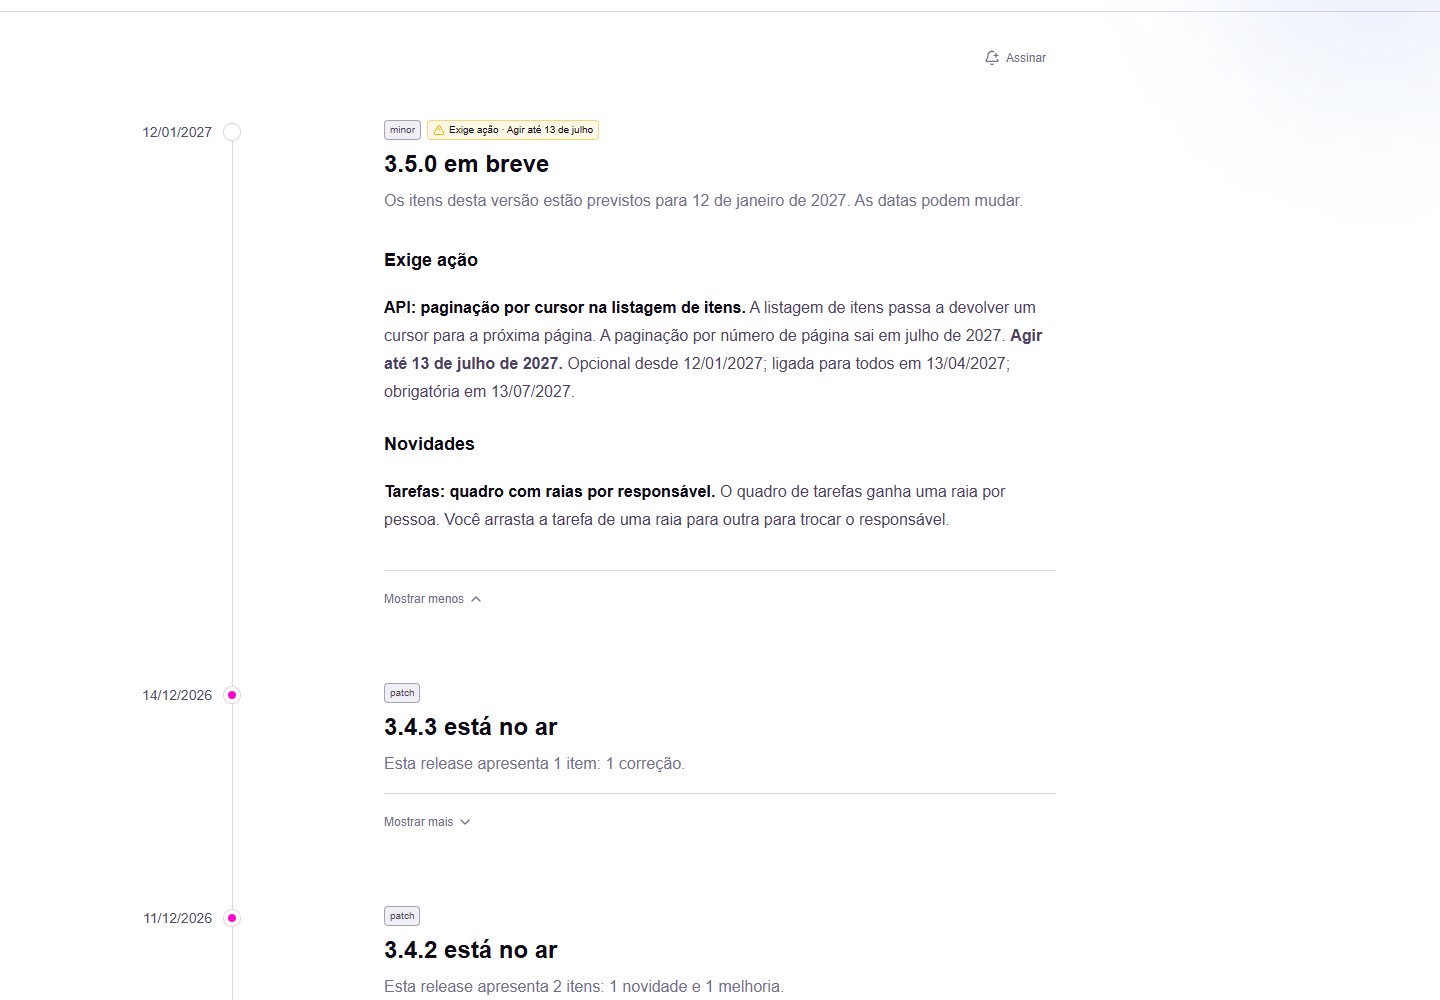 Assinar
12/01/2027
minor
Exige ação · Agir até 13 de julho
3.5.0 em breve
Os itens desta versão estão previstos para 12 de janeiro de 2027. As datas podem mudar.
Exige ação
API: paginação por cursor na listagem de itens. A listagem de itens passa a devolver um
cursor para a próxima página. A paginação por número de página sai em julho de 2027. Agir
até 13 de julho de 2027. Opcional desde 12/01/2027; ligada para todos em 13/04/2027;
obrigatória em 13/07/2027.
Novidades
Tarefas: quadro com raias por responsável. O quadro de tarefas ganha uma raia por
pessoa. Você arrasta a tarefa de uma raia para outra para trocar o responsável.
Mostrar menos
14/12/2026
patch
3.4.3 está no ar
Esta release apresenta 1 item: 1 correção.
Mostrar mais
11/12/2026
patch
3.4.2 está no ar
Esta release apresenta 2 itens: 1 novidade e 1 melhoria.